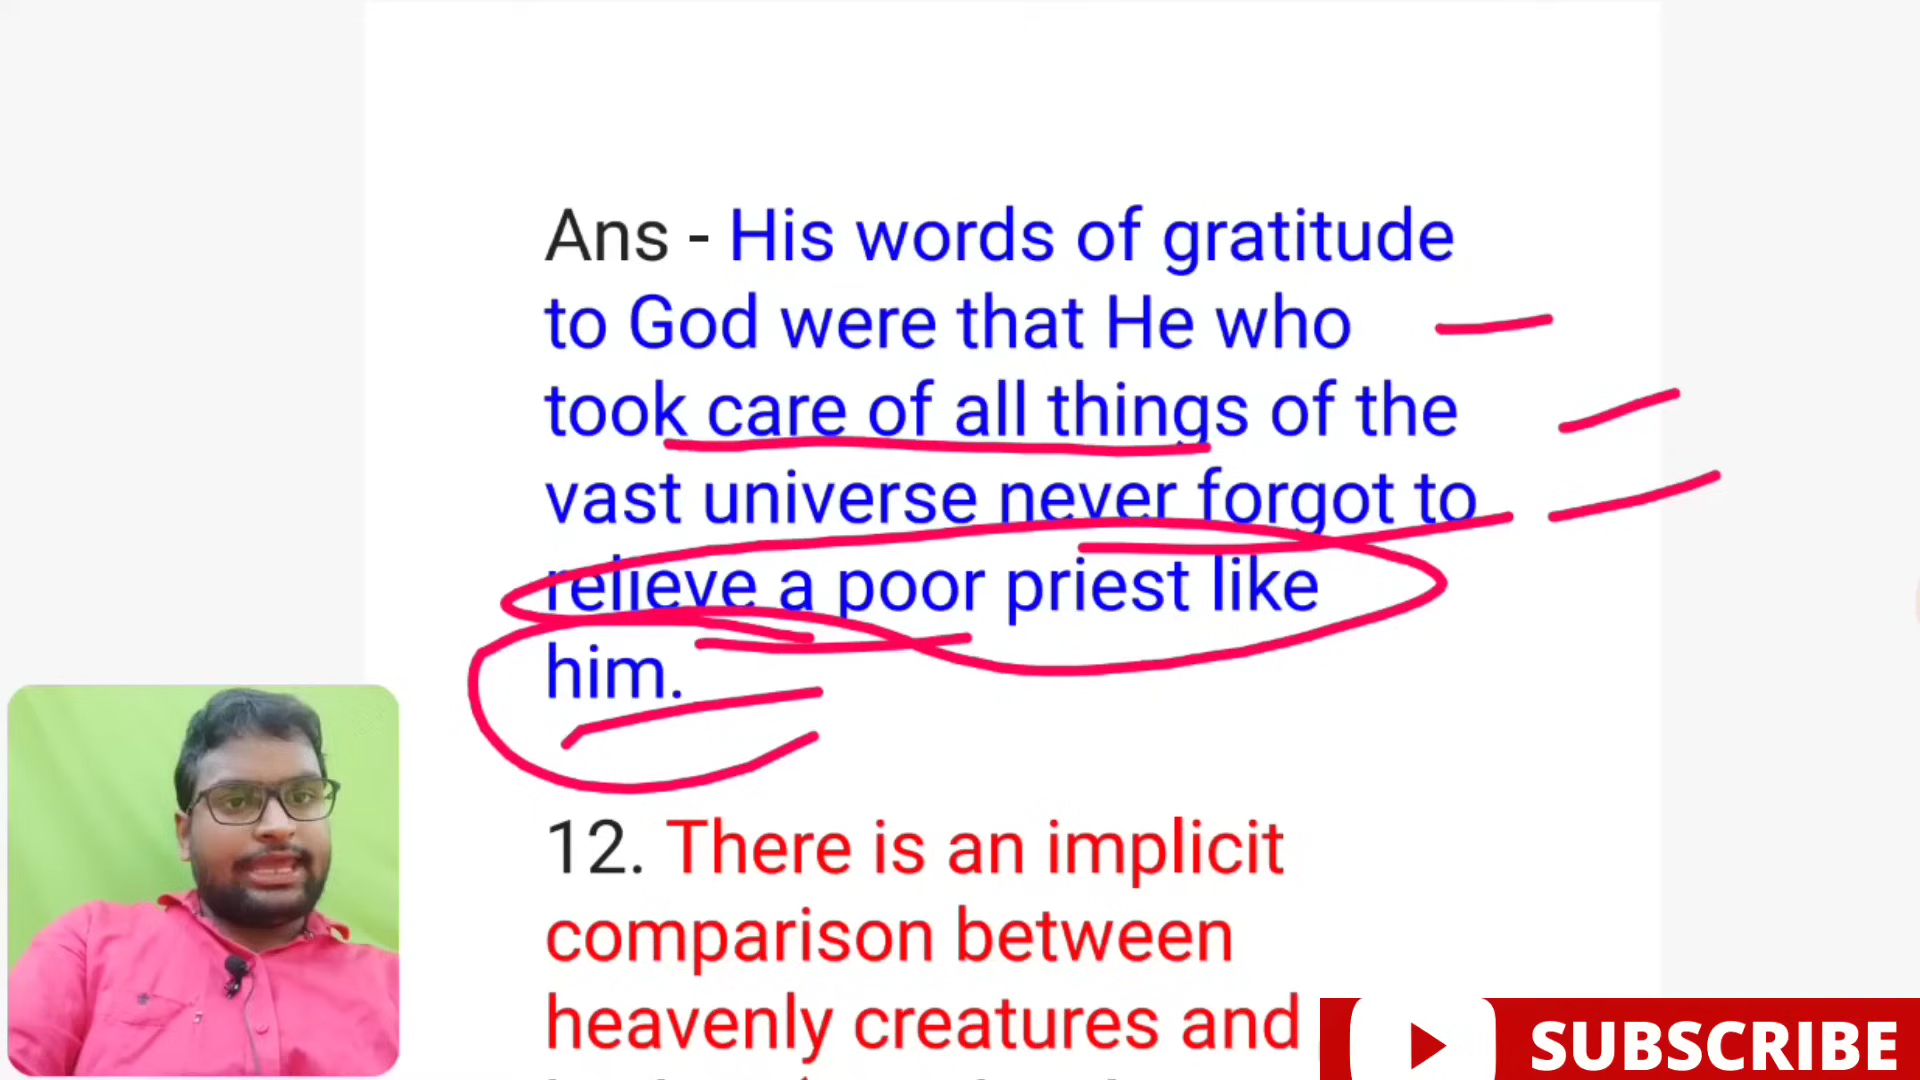 Ans - His words of gratitude
to God were that He who
took care of all things of the
vast universe never forgot to
relieve a poor priest like
him.
12. There is an implicit
comparison between
heavenly creatures and
SUBSCRIBE